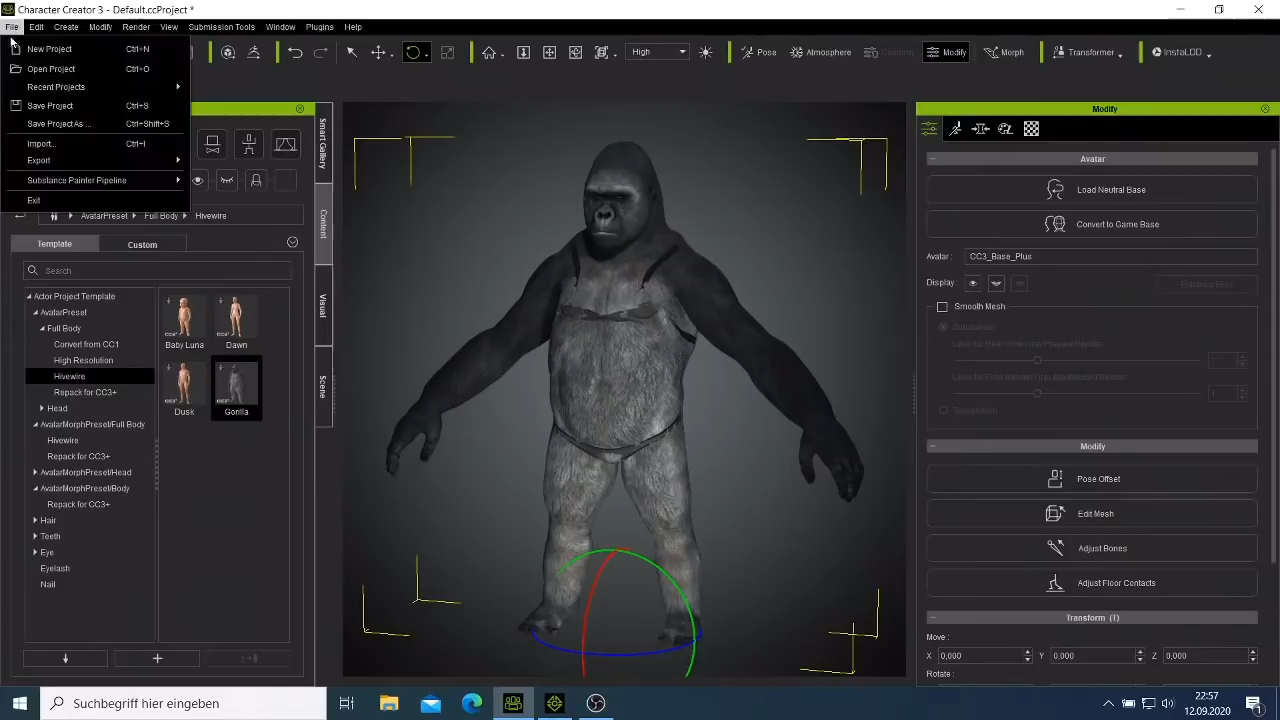 Character Creator 3 - Default.ccProject *
File Edit Create Modify Render View Submission Tools Window Plugins Help
New Project Ctrl+N
Open Project Ctrl+O
Recent Projects
Save Project Ctrl+S
Save Project As ... Ctrl+Shift+S
Import... Ctrl+I
Export
Substance Painter Pipeline
Exit
High
Pose
Atmosphere
Modify
Morph
Transformer
InstaLOD
AvatarPreset Full Body Hivewire
Template Custom
Search
Actor Project Template
AvatarPreset
Full Body
Convert from CC1
High Resolution
Hivewire
Repack for CC3+
Head
AvatarMorphPreset/Full Body
Hivewire
Repack for CC3+
AvatarMorphPreset/Head
AvatarMorphPreset/Body
Repack for CC3+
Hair
Teeth
Eye
Eyelash
Nail
Baby Luna Dawn
Dusk Gorilla
Smart Gallery
Content
Visual
Scene
Modify
Avatar
Load Neutral Base
Convert to Game Base
Avatar : CC3_Base_Plus
Display :
Smooth Mesh
Modify
Pose Offset
Edit Mesh
Adjust Bones
Adjust Floor Contacts
Transform (T)
Move :
X 0,000 Y 0,000 Z 0,000
Rotate :
Suchbegriff hier eingeben
22:57
12.09.2020